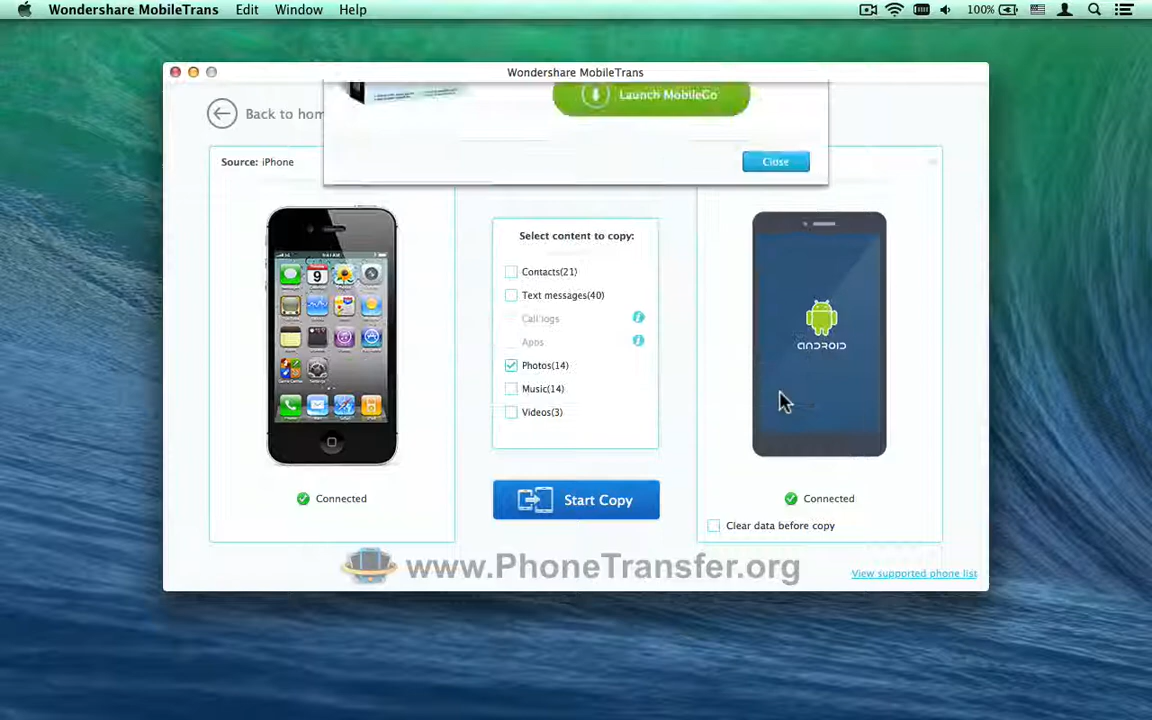 Wondershare MobileTrans Edit Window Help 100%
Wondershare MobileTrans
Launch MobileGo
Back to hom
Close
Source: iPhone
Select content to copy:
Contacts(21)
Text messages(40)
Call logs
Apps
Photos(14)
Music(14)
Videos(3)
ANDROID
Connected
Start Copy
Connected
Clear data before copy
www.PhoneTransfer.org
View supported phone list